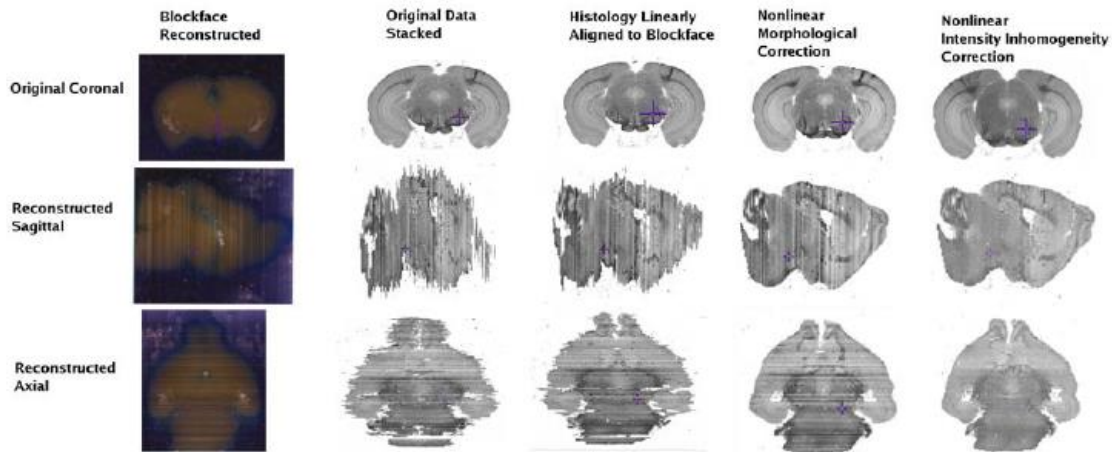 Blockface
Reconstructed
Original Data
Stacked
Histology Linearly
Aligned to Blockface
Nonlinear
Morphological
Correction
Nonlinear
Intensity Inhomogeneity
Correction
Original Coronal
Reconstructed
Sagittal
Reconstructed
Axial